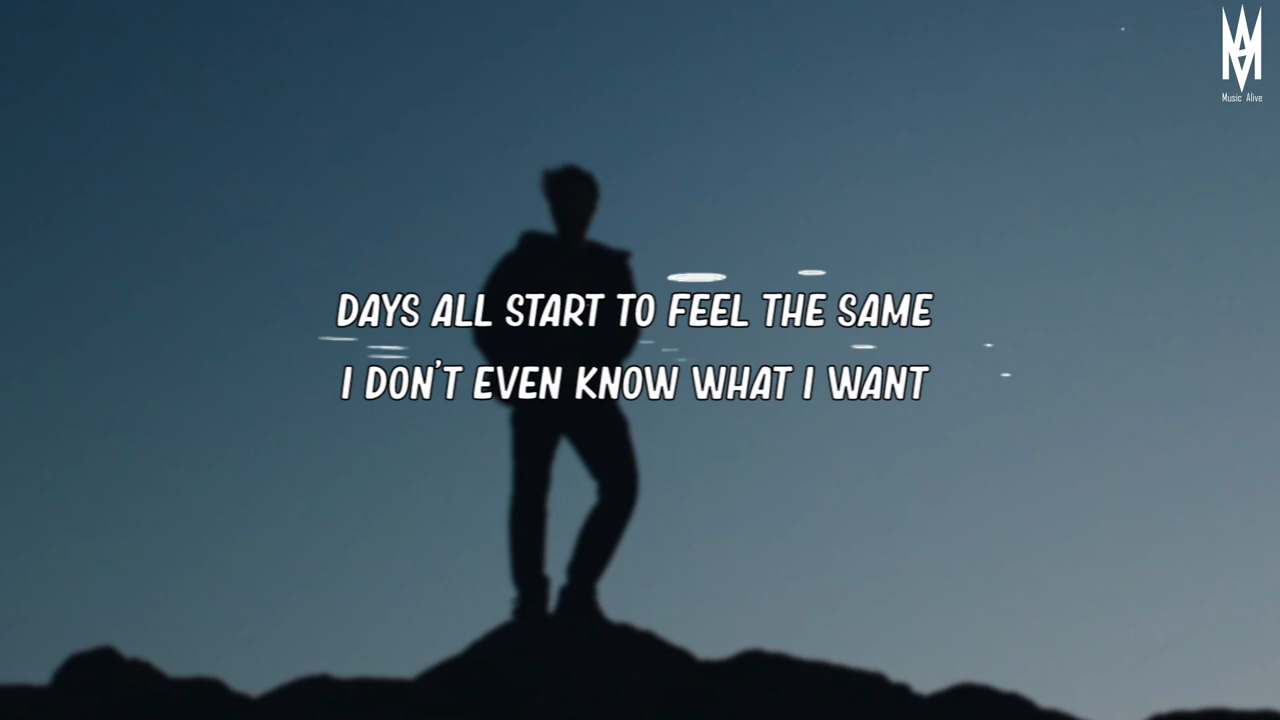 Music Alive
DAYS ALL START TO FEEL THE SAME
I DON'T EVEN KNOW WHAT I WANT